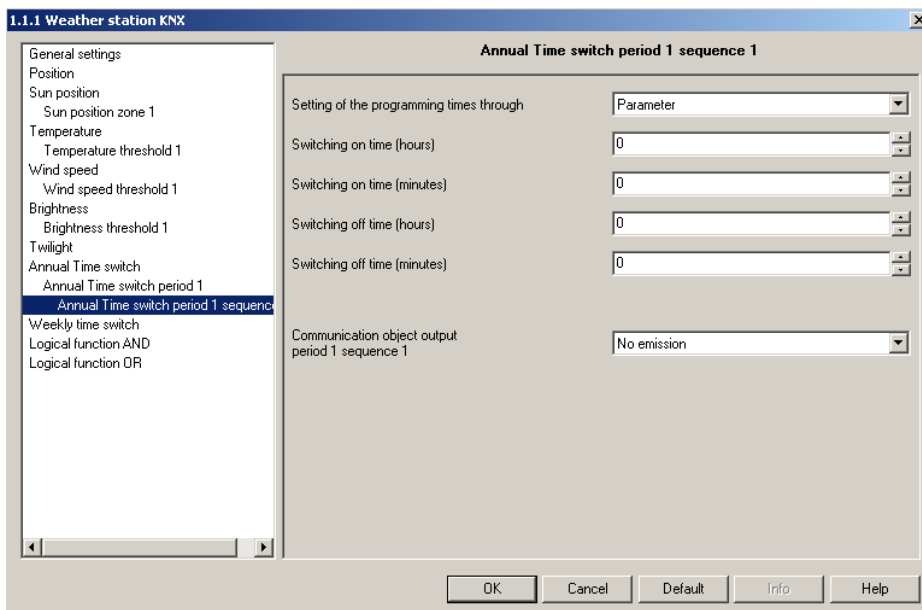 1.1.1 Weather station KNX
General settings
Position
Sun position
Sun position zone 1
Temperature
Temperature threshold 1
Wind speed
Wind speed threshold 1
Brightness
Brightness threshold 1
Twilight
Annual Time switch
Annual Time switch period 1
Annual Time switch period 1 sequence
Weekly time switch
Logical function AND
Logical function OR
Annual Time switch period 1 sequence 1
Setting of the programming times through
Parameter
Switching on time (hours)
0
Switching on time (minutes)
0
Switching off time (hours)
0
Switching off time (minutes)
0
Communication object output
period 1 sequence 1
No emission
OK
Cancel
Default
Info
Help